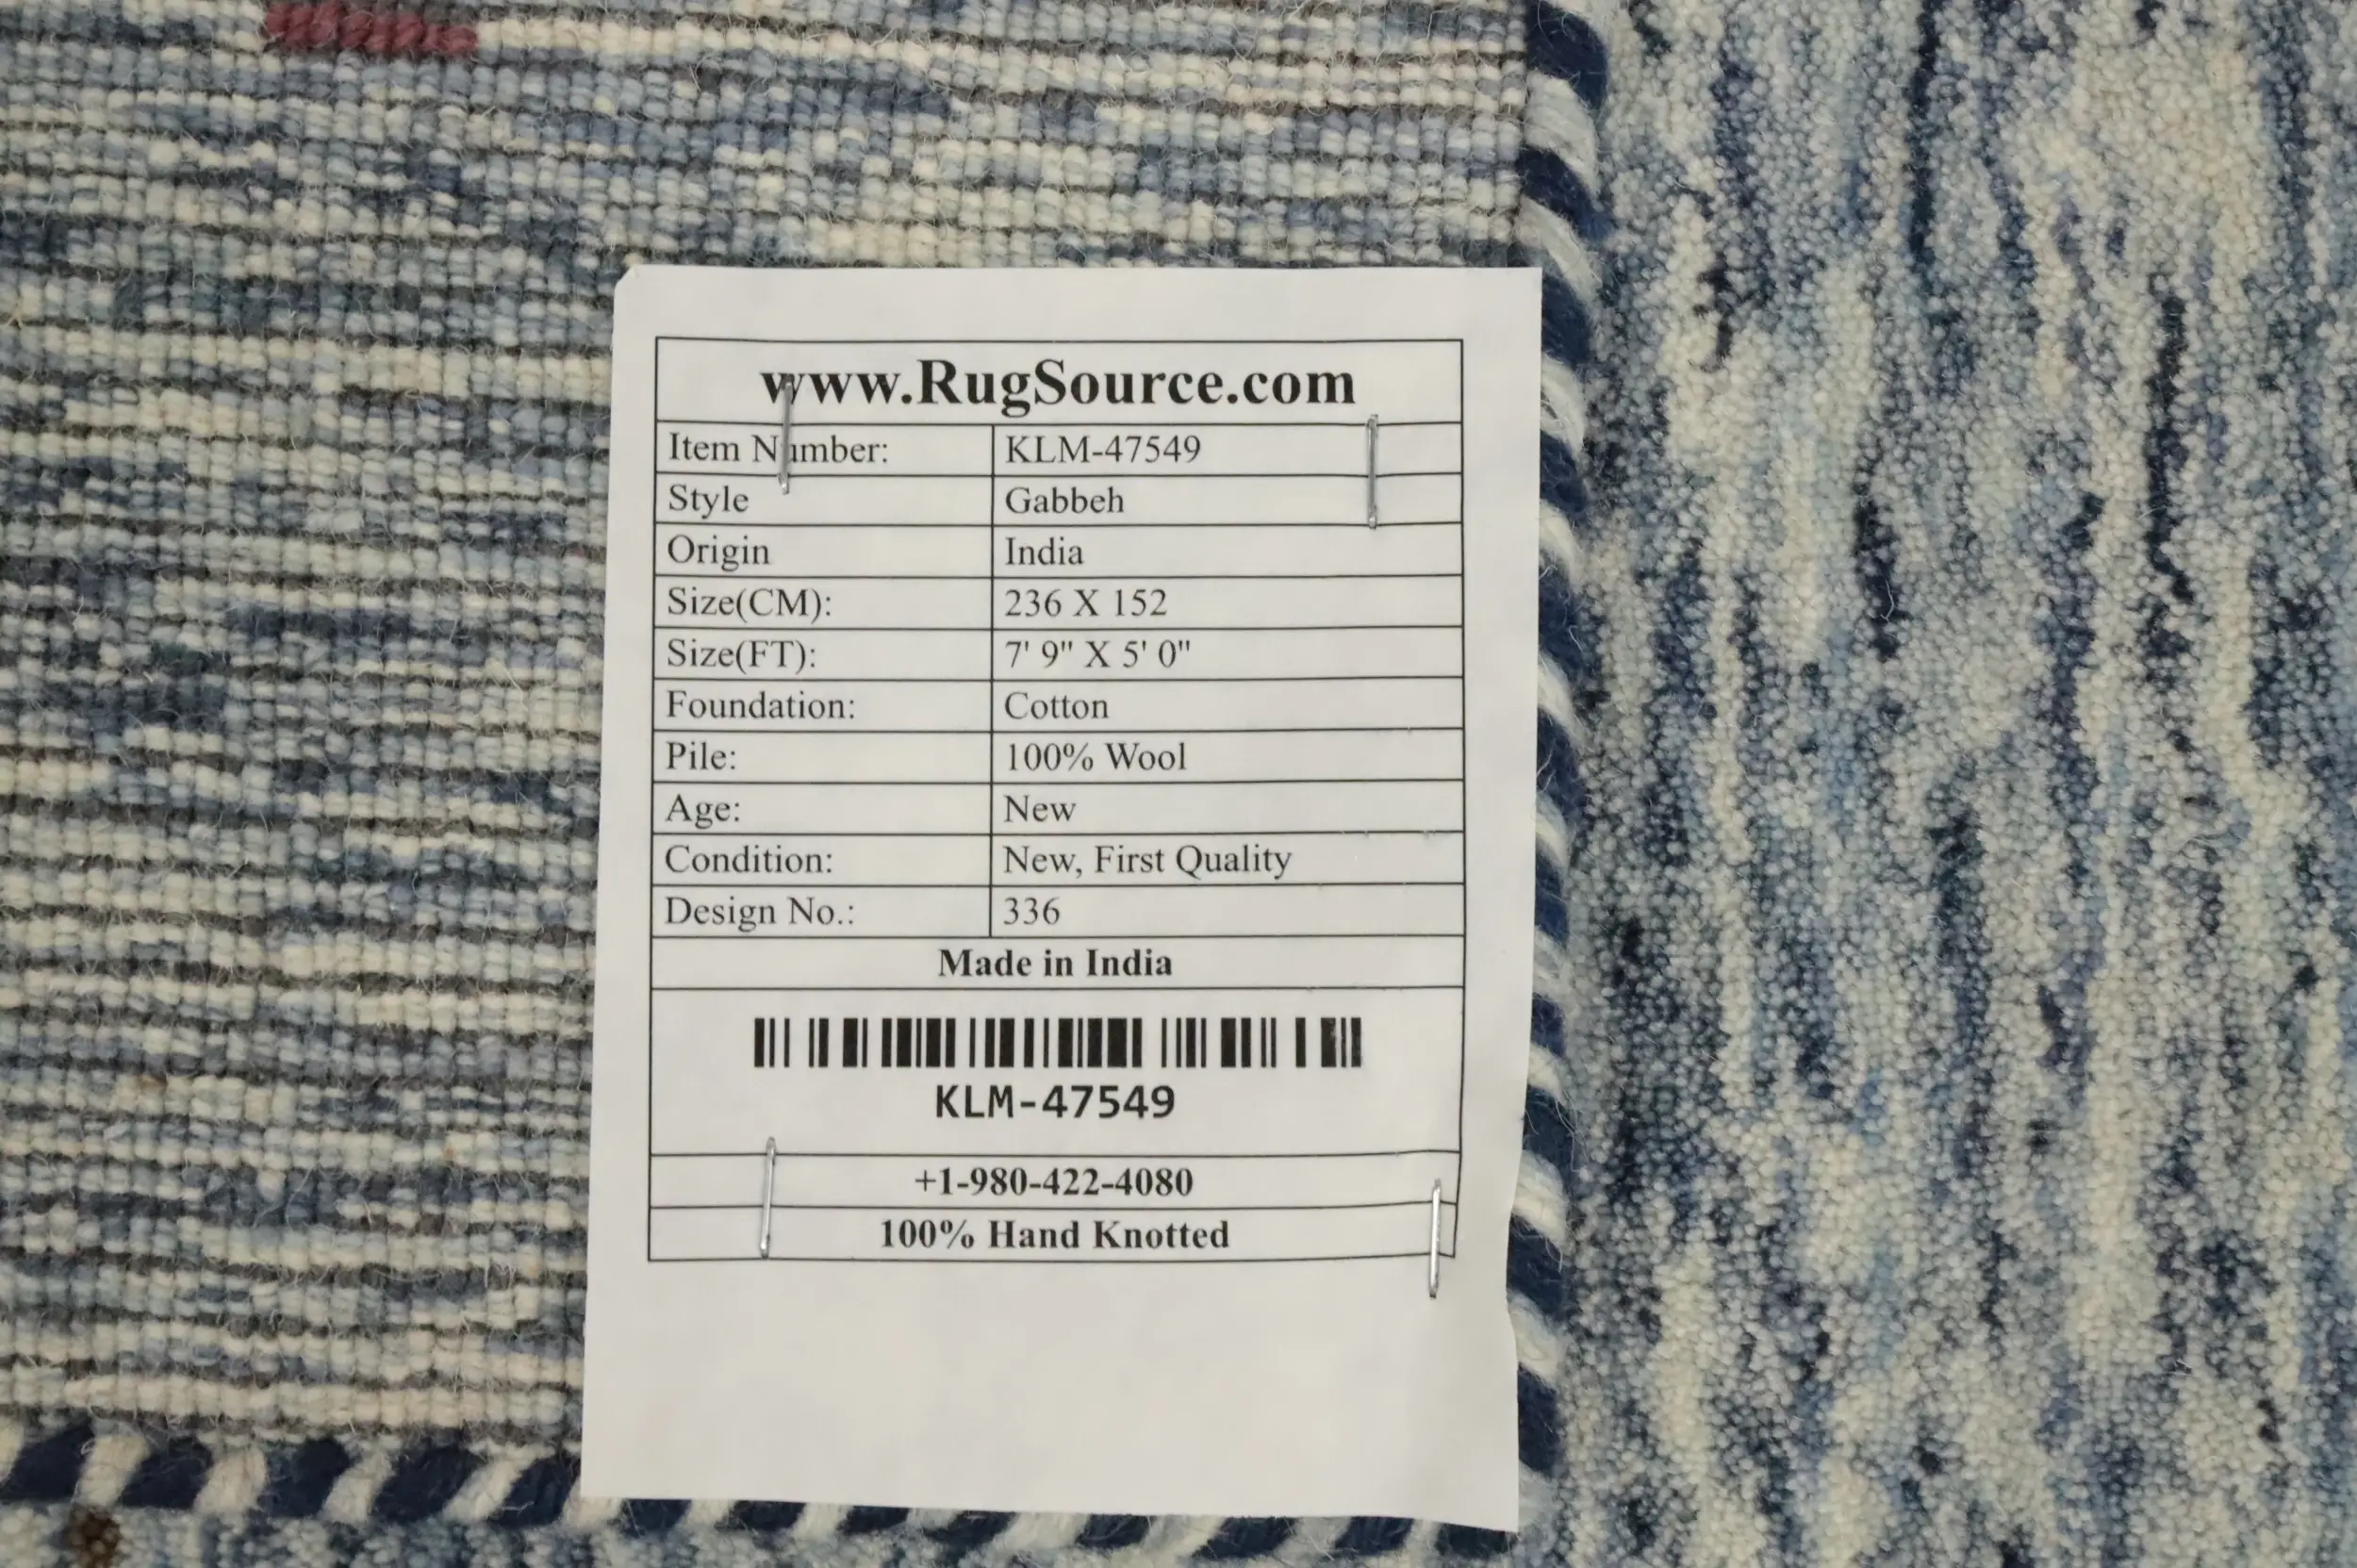 www.RugSource.com
Item Number: KLM-47549
Style Gabbeh
Origin India
Size(CM): 236 X 152
Size(FT): 7' 9" X 5' 0"
Foundation: Cotton
Pile: 100% Wool
Age: New
Condition: New, First Quality
Design No.: 336
Made in India
KLM-47549
+1-980-422-4080
100% Hand Knotted